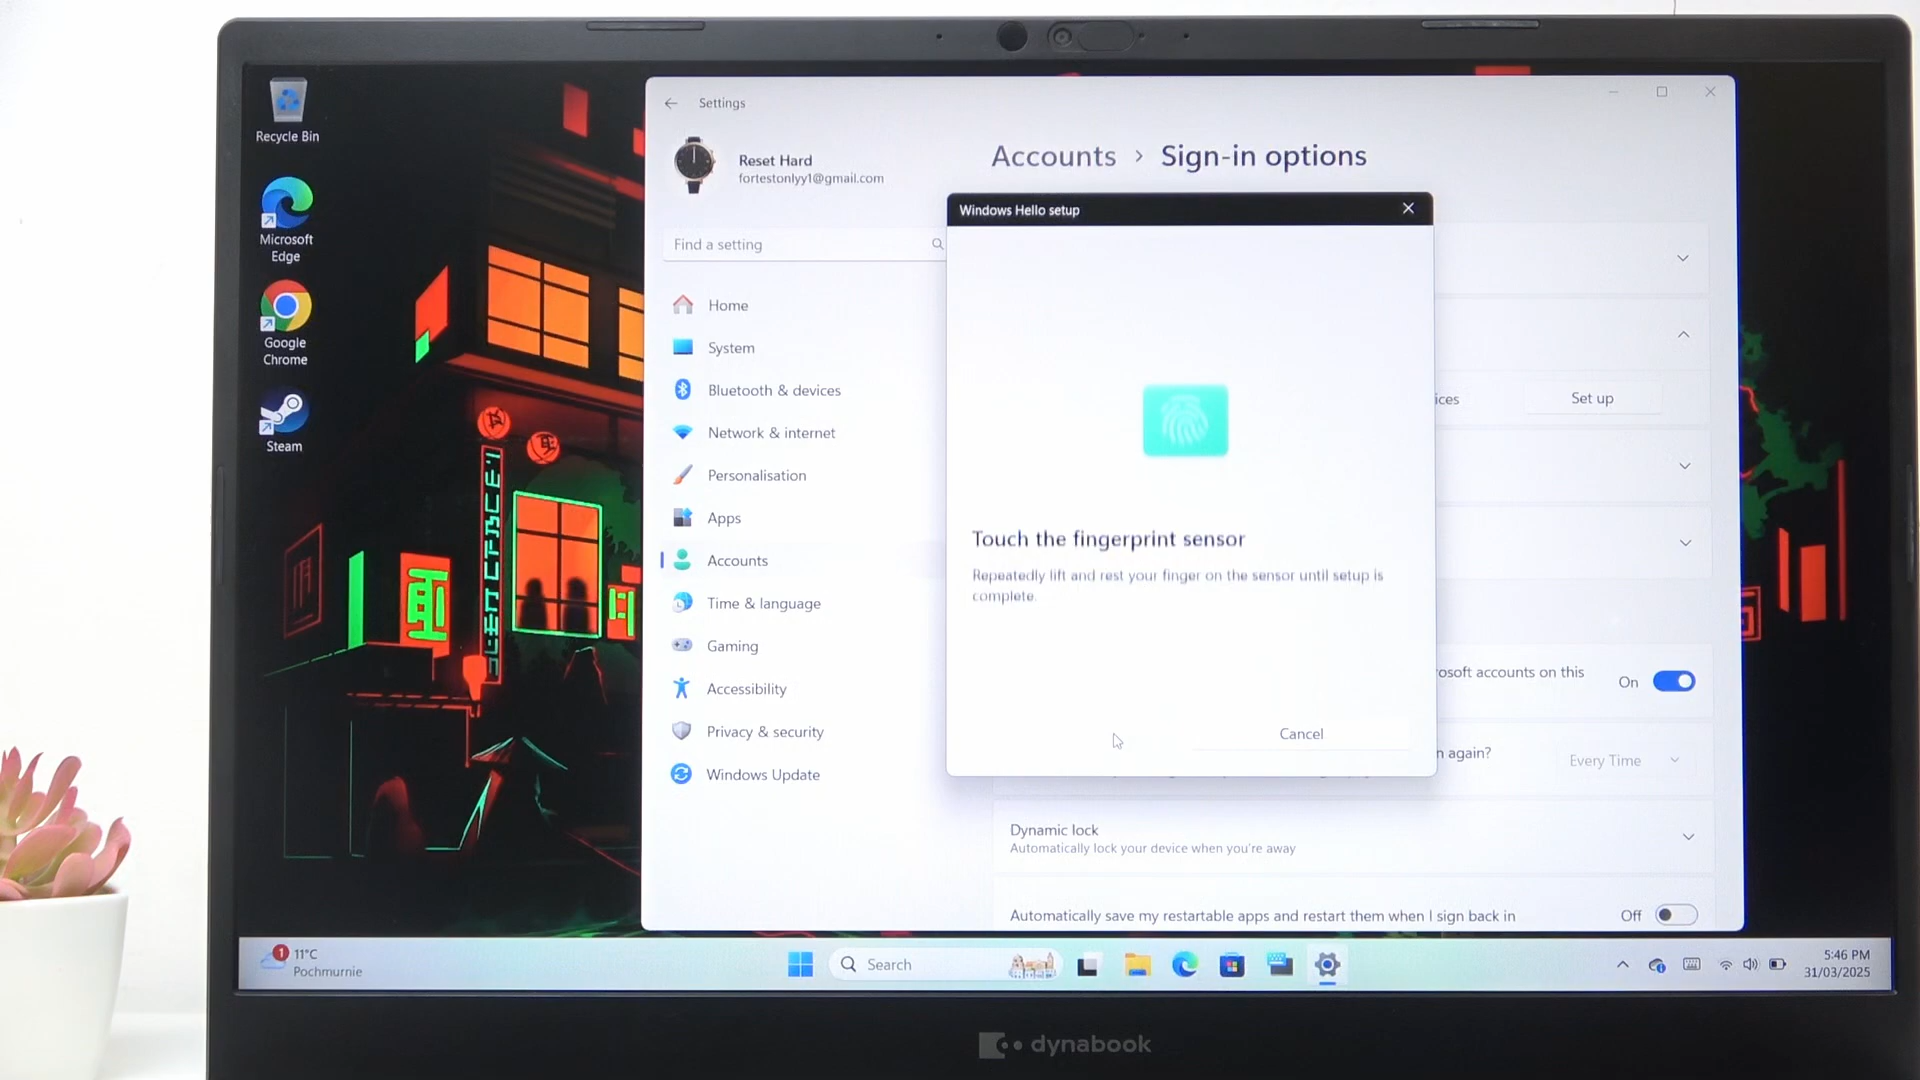 Recycle Bin
Microsoft
Edge
Google
Chrome
Steam
Settings
Reset Hard
fortestonlyy1@gmail.com
Find a setting
Home
System
Bluetooth & devices
Network & internet
Personalisation
Apps
Accounts
Time & language
Gaming
Accessibility
Privacy & security
Windows Update
Accounts > Sign-in options
Windows Hello setup
Touch the fingerprint sensor
Repeatedly lift and rest your finger on the sensor until setup is
complete.
Cancel
ices
Set up
rosoft accounts on this
On
n again?
Every Time
Dynamic lock
Automatically lock your device when you're away
Automatically save my restartable apps and restart them when I sign back in
Off
1
11°C
Pochmurnie
Search
5:46 PM
31/03/2025
dynabook